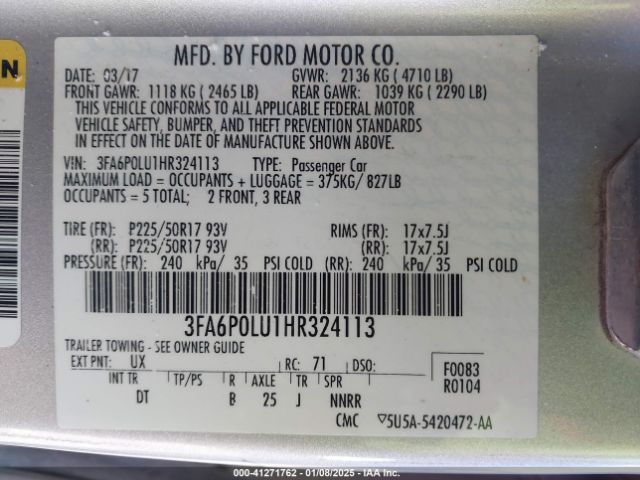 MFD. BY FORD MOTOR CO.
DATE: 03/17 GVWR: 2136 KG ( 4710 LB)
FRONT GAWR: 1118 KG ( 2465 LB) REAR GAWR: 1039 KG ( 2290 LB)
THIS VEHICLE CONFORMS TO ALL APPLICABLE FEDERAL MOTOR
VEHICLE SAFETY, BUMPER, AND THEFT PREVENTION STANDARDS
IN EFFECT ON THE DATE OF MANUFACTURE SHOWN ABOVE.
VIN: 3FA6P0LU1HR324113 TYPE: Passenger Car
MAXIMUM LOAD = OCCUPANTS + LUGGAGE = 375KG/ 827LB
OCCUPANTS = 5 TOTAL; 2 FRONT, 3 REAR
TIRE (FR): P225/50R17 93V RIMS (FR): 17x7.5J
(RR): P225/50R17 93V (RR): 17x7.5J
PRESSURE (FR): 240 kPa/ 35 PSI COLD (RR): 240 kPa/ 35 PSI COLD
3FA6P0LU1HR324113
TRAILER TOWING - SEE OWNER GUIDE
EXT PNT: UX RC: 71 DSO: F0083
R0104
INT TR TP/PS R AXLE TR SPR
DT B 25 J NNRR
CMC ▽5U5A-5420472-AA
000-41271762 - 01/08/2025 - IAA Inc.